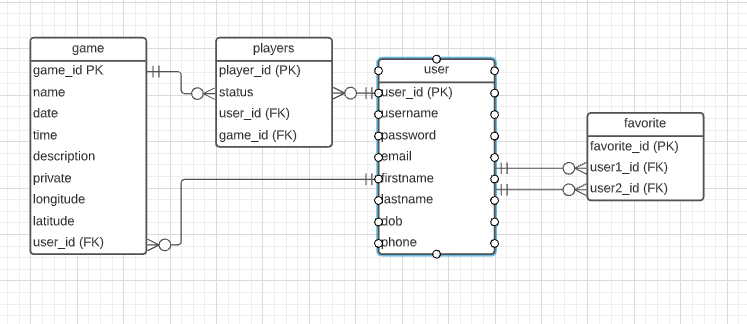 game
game_id PK
name
date
time
description
private
longitude
latitude
user_id (FK)
players
player_id (PK)
status
user_id (FK)
game_id (FK)
user
user_id (PK)
username
password
email
firstname
lastname
dob
phone
favorite
favorite_id (PK)
user1_id (FK)
user2_id (FK)